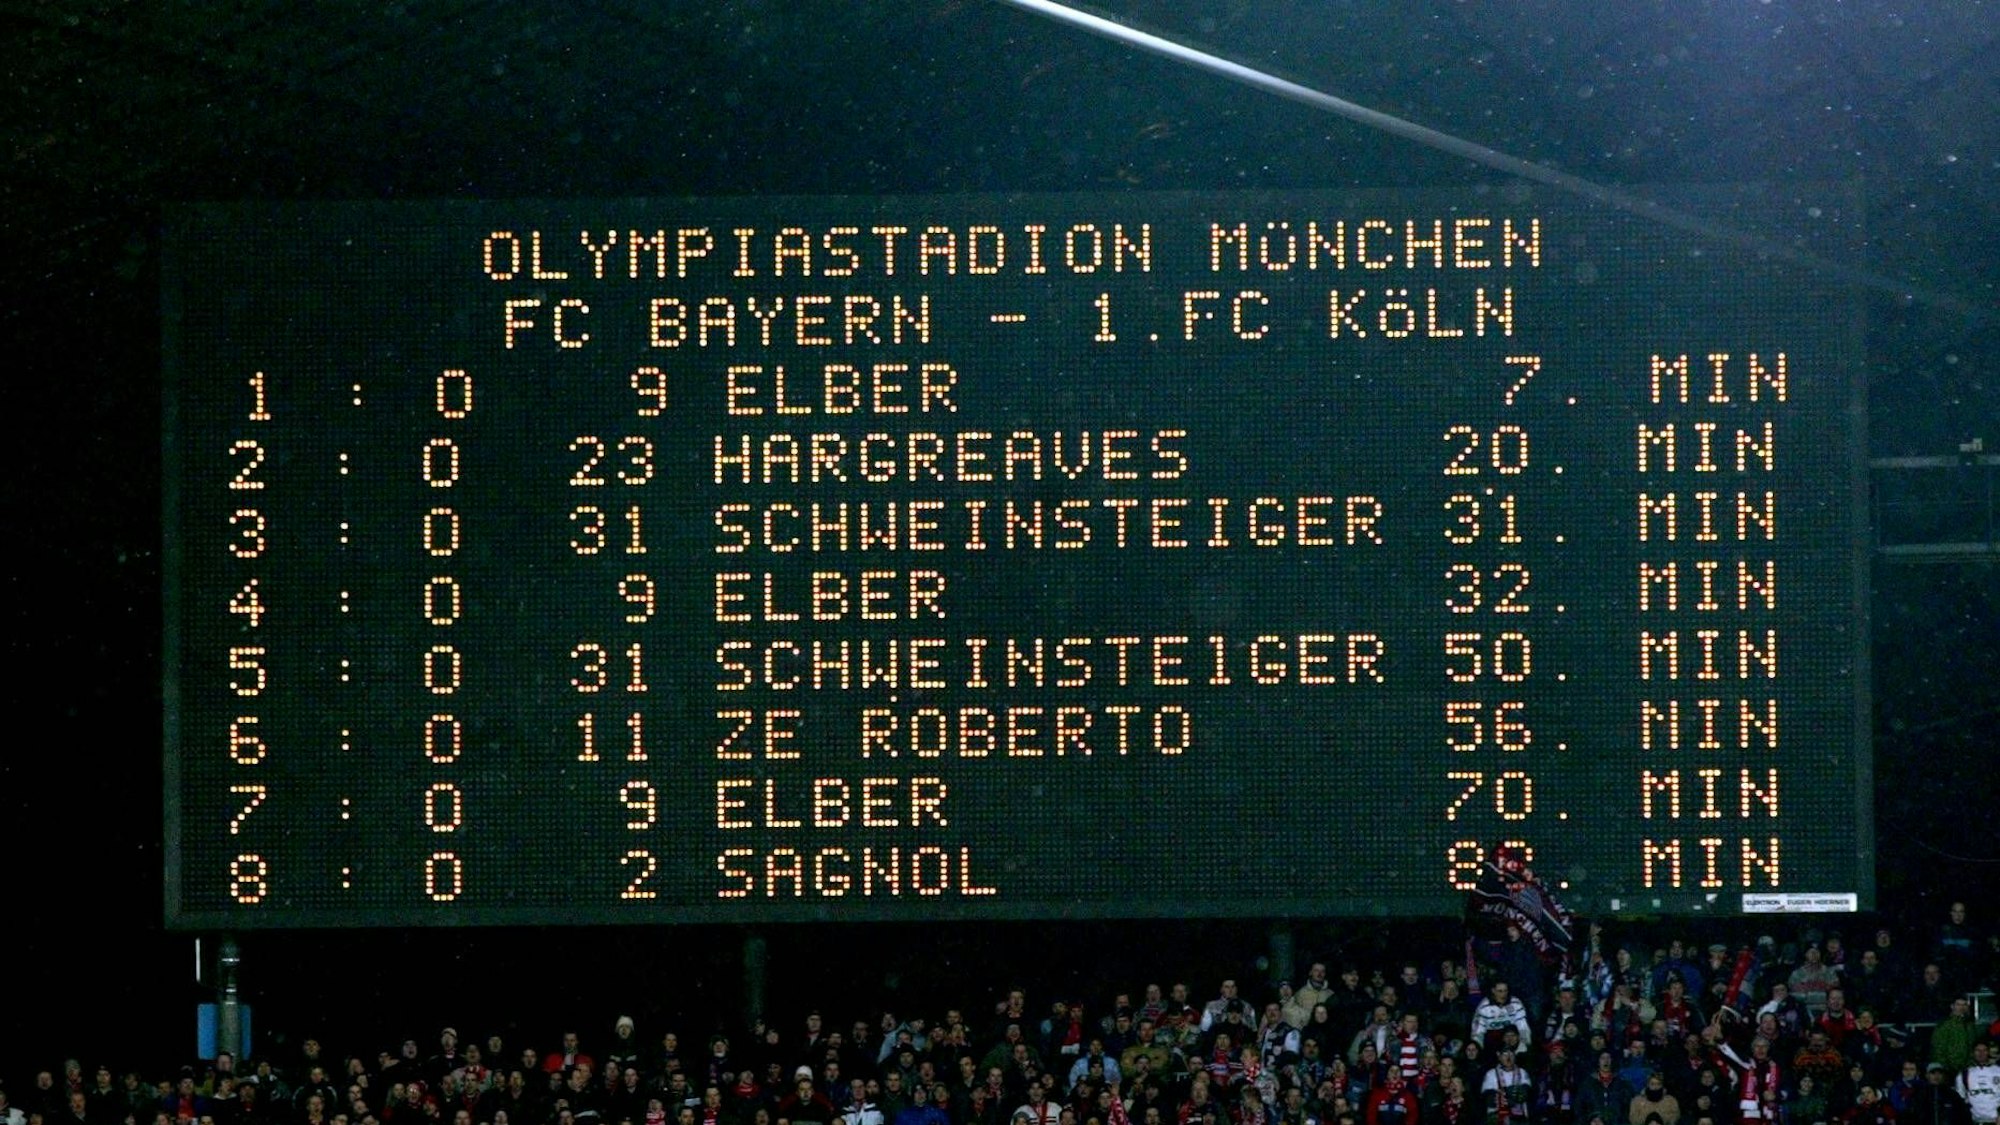 OLYMPIASTADION MÜNCHEN
FC BAYERN - 1.FC KÖLN
1 : 0 9 ELBER 7. MIN
2 : 0 23 HARGREAVES 20. MIN
3 : 0 31 SCHWEINSTEIGER 31. MIN
4 : 0 9 ELBER 32. MIN
5 : 0 31 SCHWEINSTEIGER 50. MIN
6 : 0 11 ZE ROBERTO 56. MIN
7 : 0 9 ELBER 70. MIN
8 : 0 2 SAGNOL MIN
MÜNCHEN